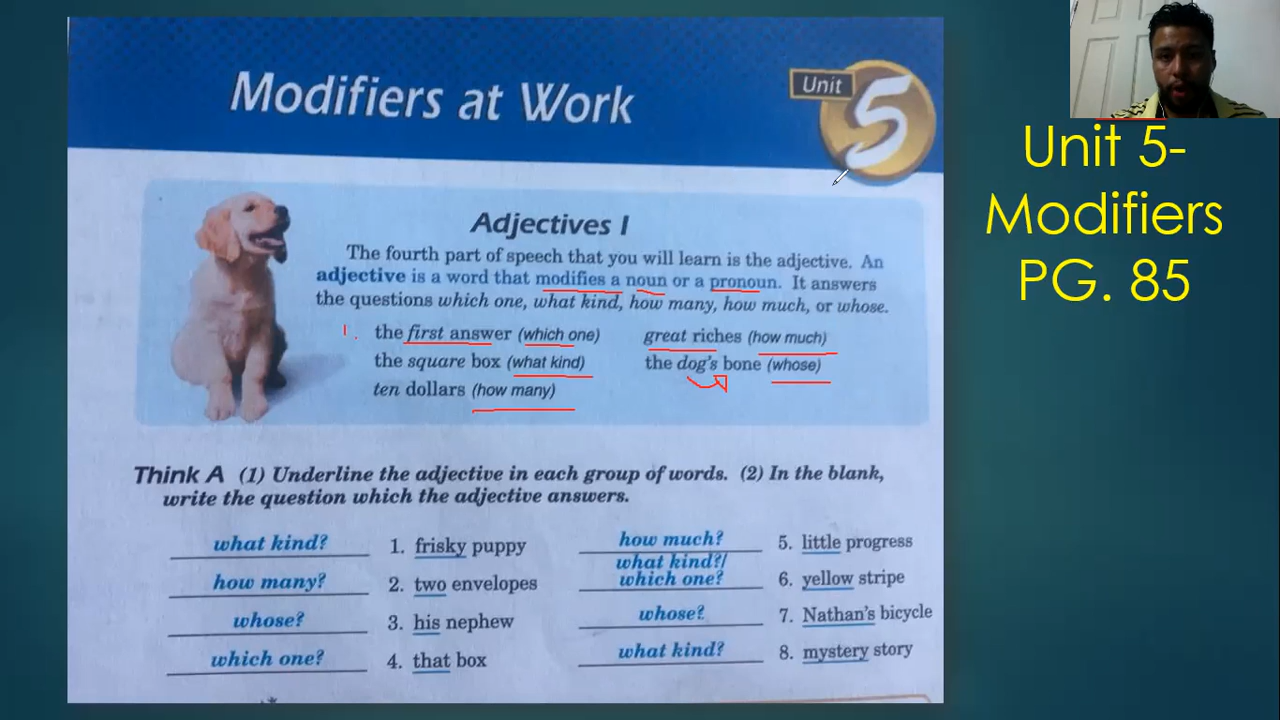 Modifiers at Work
Unit
5
Unit 5-
Modifiers
PG. 85
Adjectives I
The fourth part of speech that you will learn is the adjective. An
adjective is a word that modifies a noun or a pronoun. It answers
the questions which one, what kind, how many, how much, or whose.
1.
the first answer (which one)
the square box (what kind)
ten dollars (how many)
great riches (how much)
the dog's bone (whose)
Think A (1) Underline the adjective in each group of words. (2) In the blank,
write the question which the adjective answers.
what kind? 1. frisky puppy
how many? 2. two envelopes
whose? 3. his nephew
which one? 4. that box
how much? 5. little progress
what kind?/
which one? 6. yellow stripe
whose? 7. Nathan's bicycle
what kind? 8. mystery story